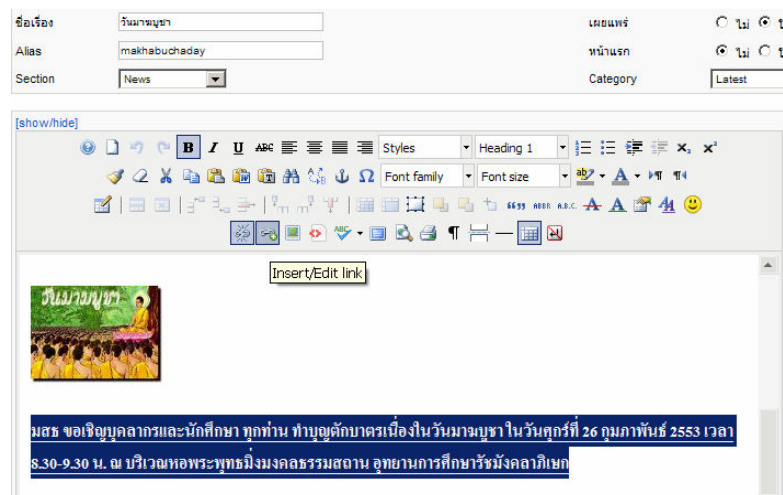 ชื่อเรื่อง วันมาฆบูชา เผยแพร่ ไม่
Alias makhabuchaday หน้าแรก ไม่
Section News Category Latest
[show/hide]
B I U ABC Styles Heading 1 x₂ x²
Ω Font family Font size ab A ¶ ¶
6699 ABBR A.B.C. A A A
ABC ¶
Insert/Edit link
วันมาฆบูชา
มสธ ขอเชิญบุคลากรและนักศึกษา ทุกท่าน ทำบุญตักบาตรเนื่องในวันมาฆบูชา ในวันศุกร์ที่ 26 กุมภาพันธ์ 2553 เวลา
8.30-9.30 น. ณ บริเวณหอพระพุทธมิ่งมงคลธรรมสถาน อุทยานการศึกษารัชมังคลาภิเษก